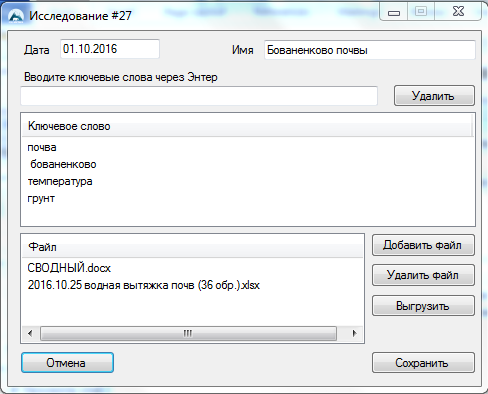 Исследование #27
Дата 01.10.2016 Имя Бованенково почвы
Вводите ключевые слова через Энтер
Удалить
Ключевое слово
почва
бованенково
температура
грунт
Файл
Добавить файл
СВОДНЫЙ.docx
Удалить файл
2016.10.25 водная вытяжка почв (36 обр.).xlsx
Выгрузить
Отмена Сохранить